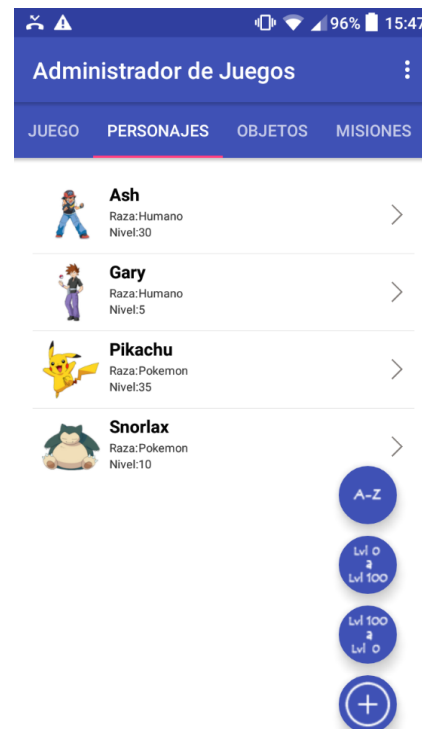 96% 15:47
Administrador de Juegos
JUEGO PERSONAJES OBJETOS MISIONES
Ash
Raza:Humano
Nivel:30
Gary
Raza:Humano
Nivel:5
Pikachu
Raza:Pokemon
Nivel:35
Snorlax
Raza:Pokemon
Nivel:10
A-Z
Lvl 0
a
Lvl 100
Lvl 100
a
Lvl 0